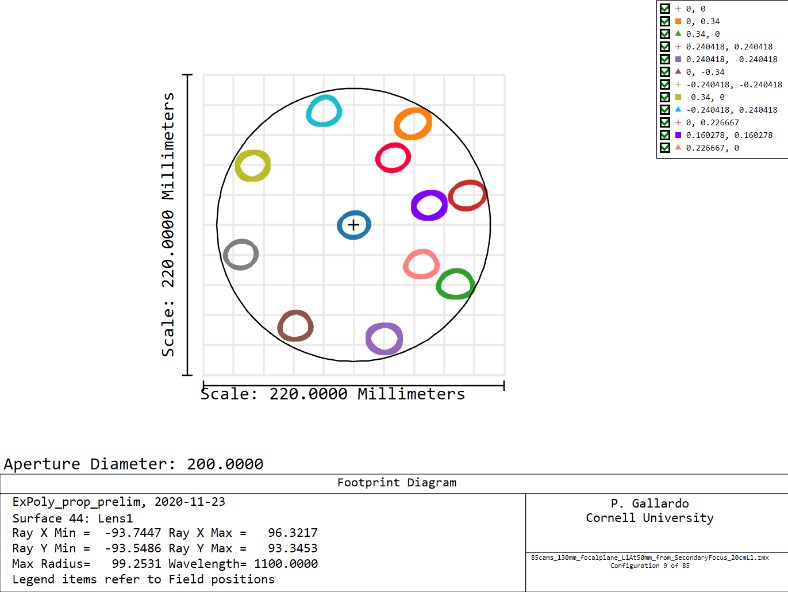 0, 0
0, 0.34
0.34, 0
0.240418, 0.240418
0.240418, -0.240418
0, -0.34
-0.240418, -0.240418
-0.34, 0
-0.240418, 0.240418
0, 0.226667
0.160278, 0.160278
0.226667, 0
Scale: 220.0000 Millimeters
Scale: 220.0000 Millimeters
Aperture Diameter: 200.0000
Footprint Diagram
ExPoly_prop_prelim, 2020-11-23
Surface 44: Lens1
Ray X Min = -93.7447 Ray X Max = 96.3217
Ray Y Min = -93.5486 Ray Y Max = 93.3453
Max Radius= 99.2531 Wavelength= 1100.0000
Legend items refer to Field positions
P. Gallardo
Cornell University
85cams_130mm_focalplane_L1At50mm_from_SecondaryFocus_20cmLl.zmx
Configuration 9 of 85